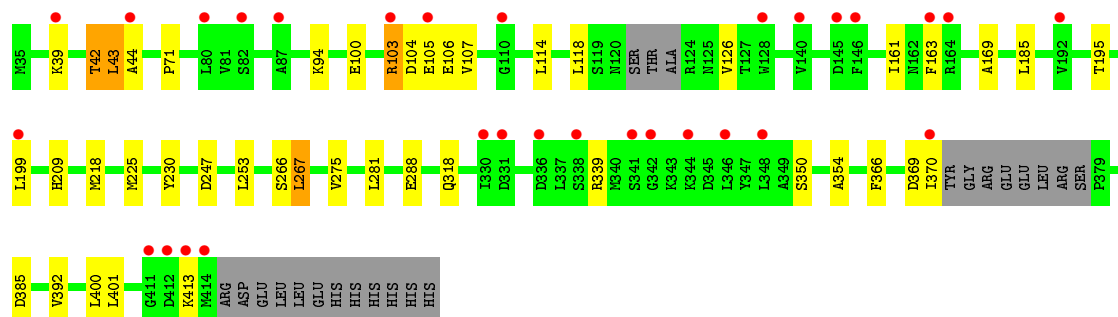 M35 K39 T42 L43 A44 P71 L80 V81 S82 A87 K94 E100 R103 D104 E105 E106 V107 G110 L114 L118 S119 N120 SER THR ALA R124 N125 V126 T127 W128 V140 D145 F146 I161 N162 F163 R164 A169 L185 V192 T195
L199 H209 M218 M225 Y230 D247 L253 S266 L267 V275 L281 E288 Q318 I330 D331 D336 L337 S338 R339 M340 S341 G342 K343 K344 D345 L346 Y347 L348 A349 S350 A354 F366 D369 I370 TYR GLY ARG GLU GLU LEU ARG SER P379
D385 V392 L400 L401 G411 D412 K413 M414 ARG ASP GLU LEU LEU GLU HIS HIS HIS HIS HIS HIS